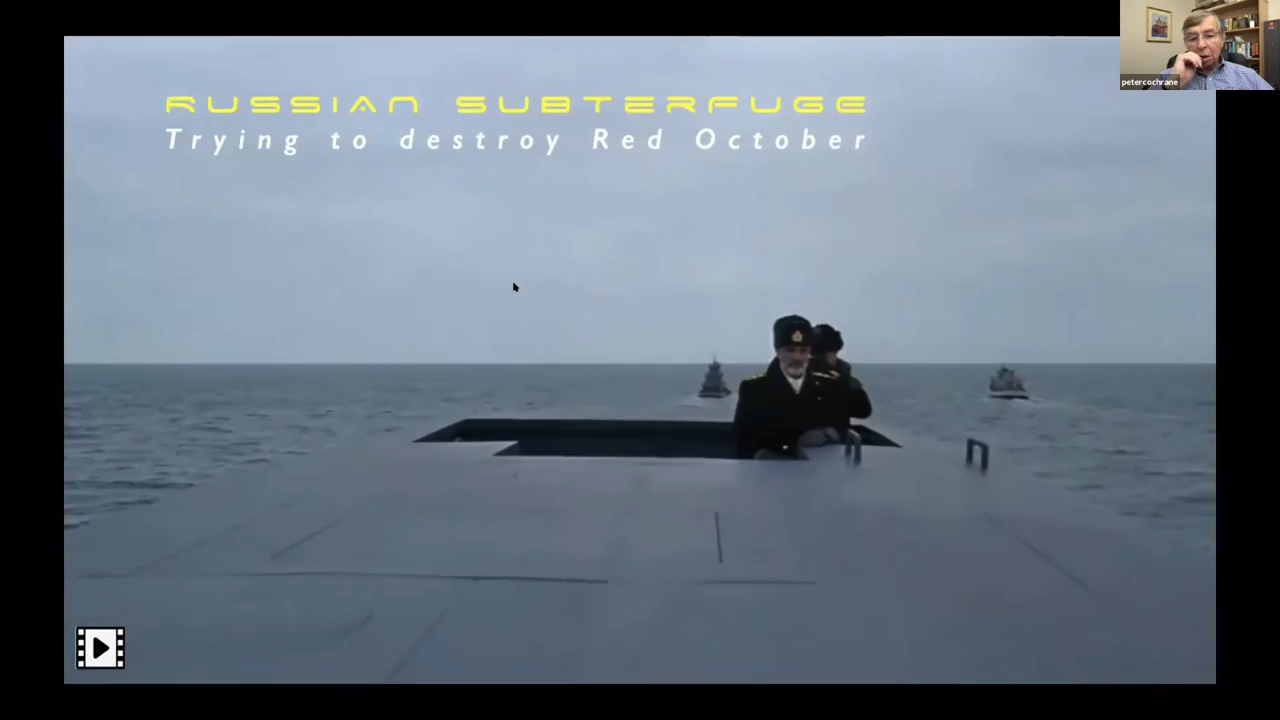 RUSSIAN SUBTERFUGE
Trying to destroy Red October
petercochrane